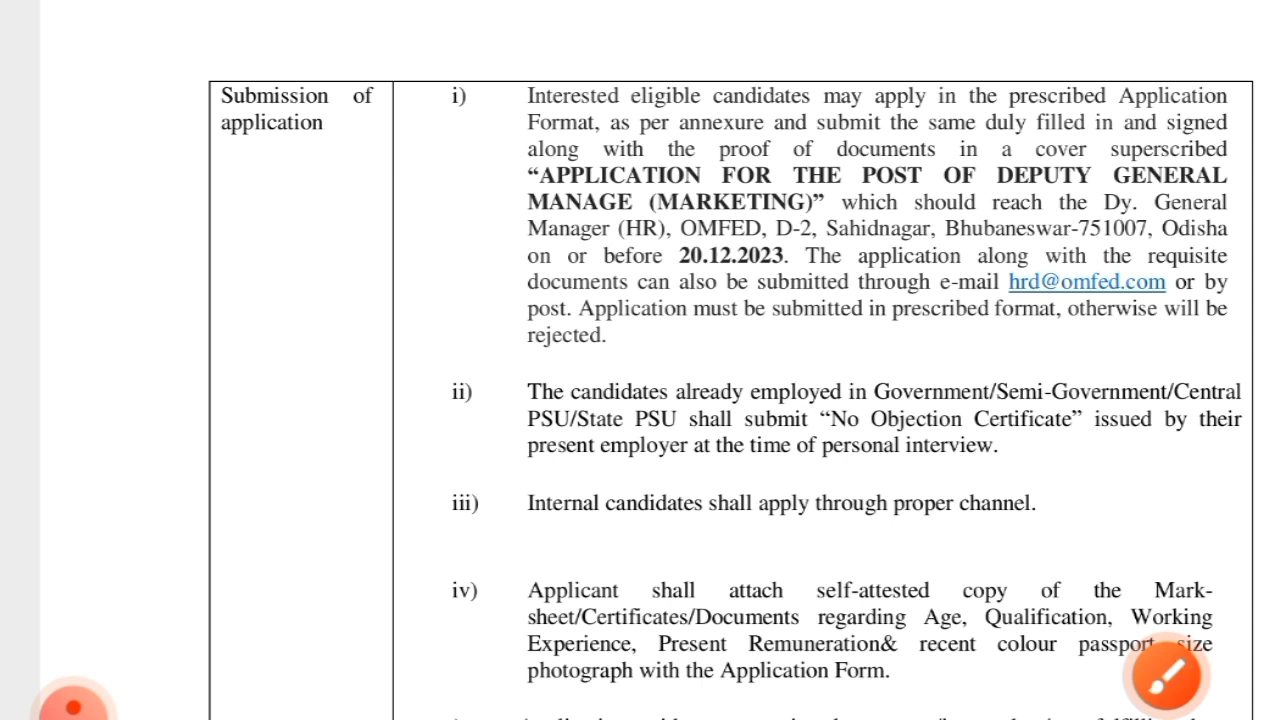 Submission of
application
i) Interested eligible candidates may apply in the prescribed Application
Format, as per annexure and submit the same duly filled in and signed
along with the proof of documents in a cover superscribed
“APPLICATION FOR THE POST OF DEPUTY GENERAL
MANAGE (MARKETING)” which should reach the Dy. General
Manager (HR), OMFED, D-2, Sahidnagar, Bhubaneswar-751007, Odisha
on or before 20.12.2023. The application along with the requisite
documents can also be submitted through e-mail hrd@omfed.com or by
post. Application must be submitted in prescribed format, otherwise will be
rejected.
ii) The candidates already employed in Government/Semi-Government/Central
PSU/State PSU shall submit “No Objection Certificate” issued by their
present employer at the time of personal interview.
iii) Internal candidates shall apply through proper channel.
iv) Applicant shall attach self-attested copy of the Mark-
sheet/Certificates/Documents regarding Age, Qualification, Working
Experience, Present Remuneration& recent colour passport size
photograph with the Application Form.